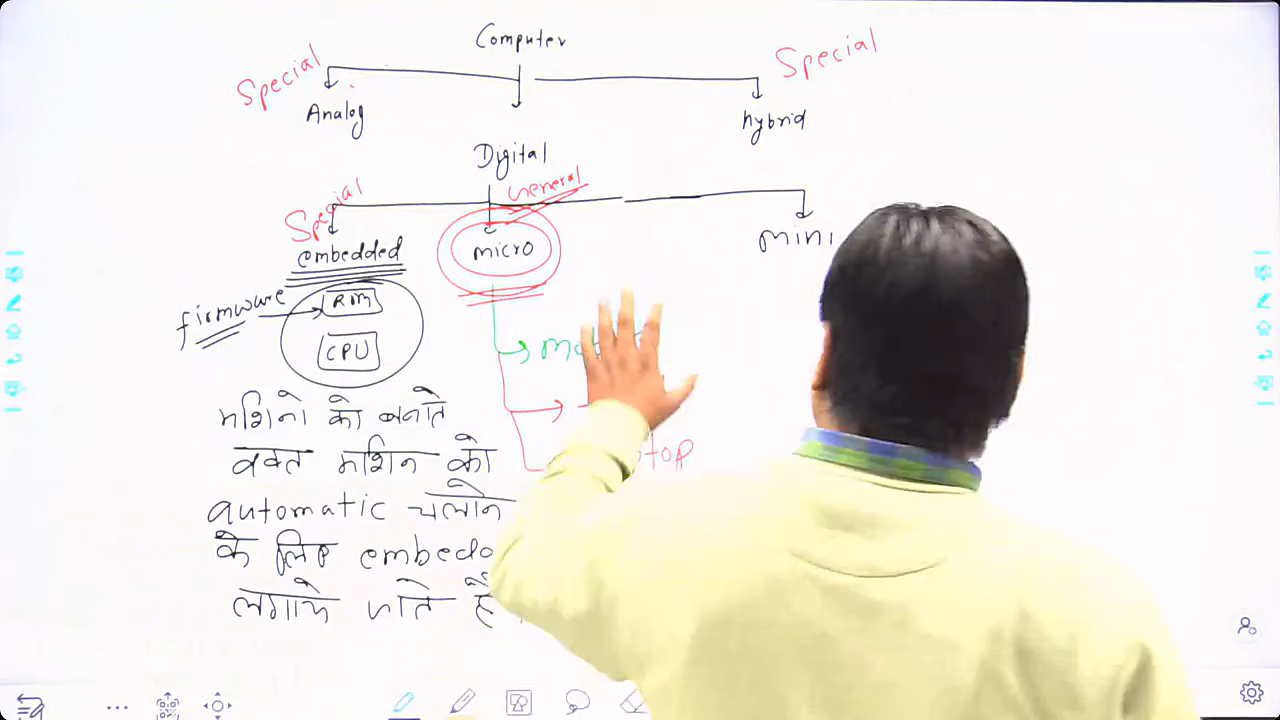 Computer
Special
Special
Analog
hybrid
Digital
General
Special
embedded
micro
mini
firmware
ROM
CPU
मशिनो को बनाते
वक्त मशिन को
automatic चलाने
के लिए
लगाके जाते है